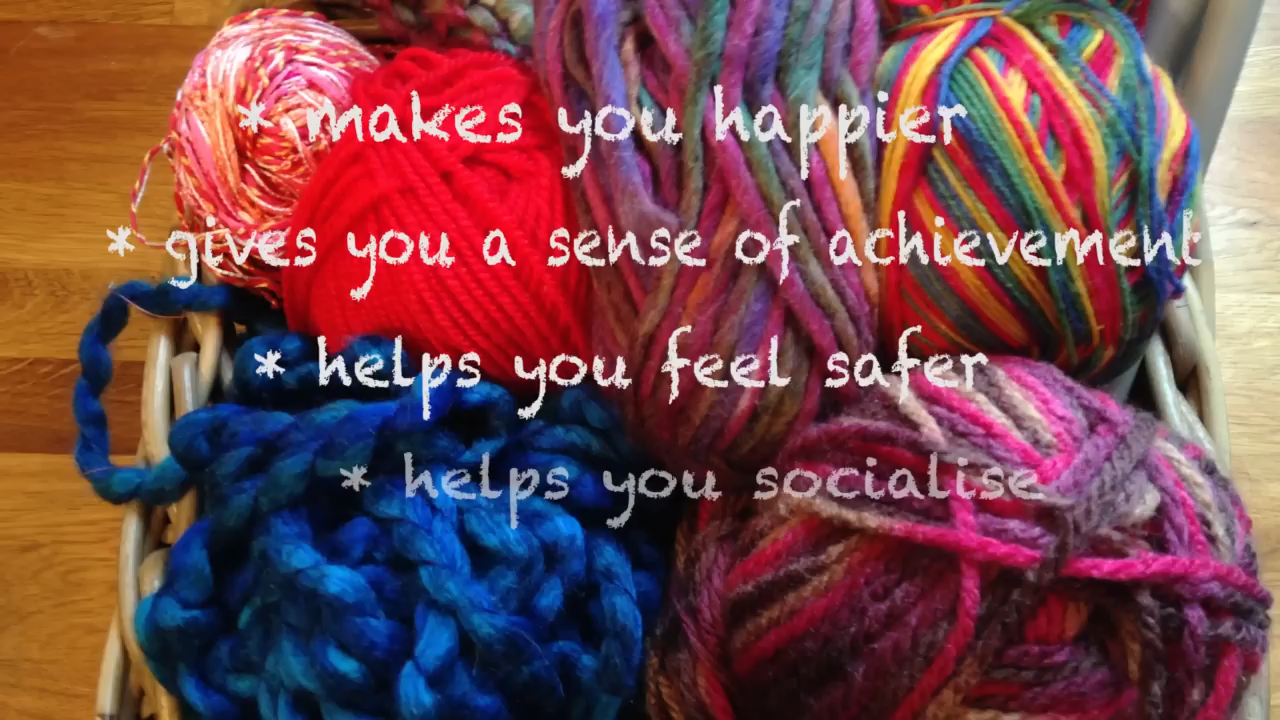 * makes you happier
* gives you a sense of achievement
* helps you feel safer
* helps you socialise